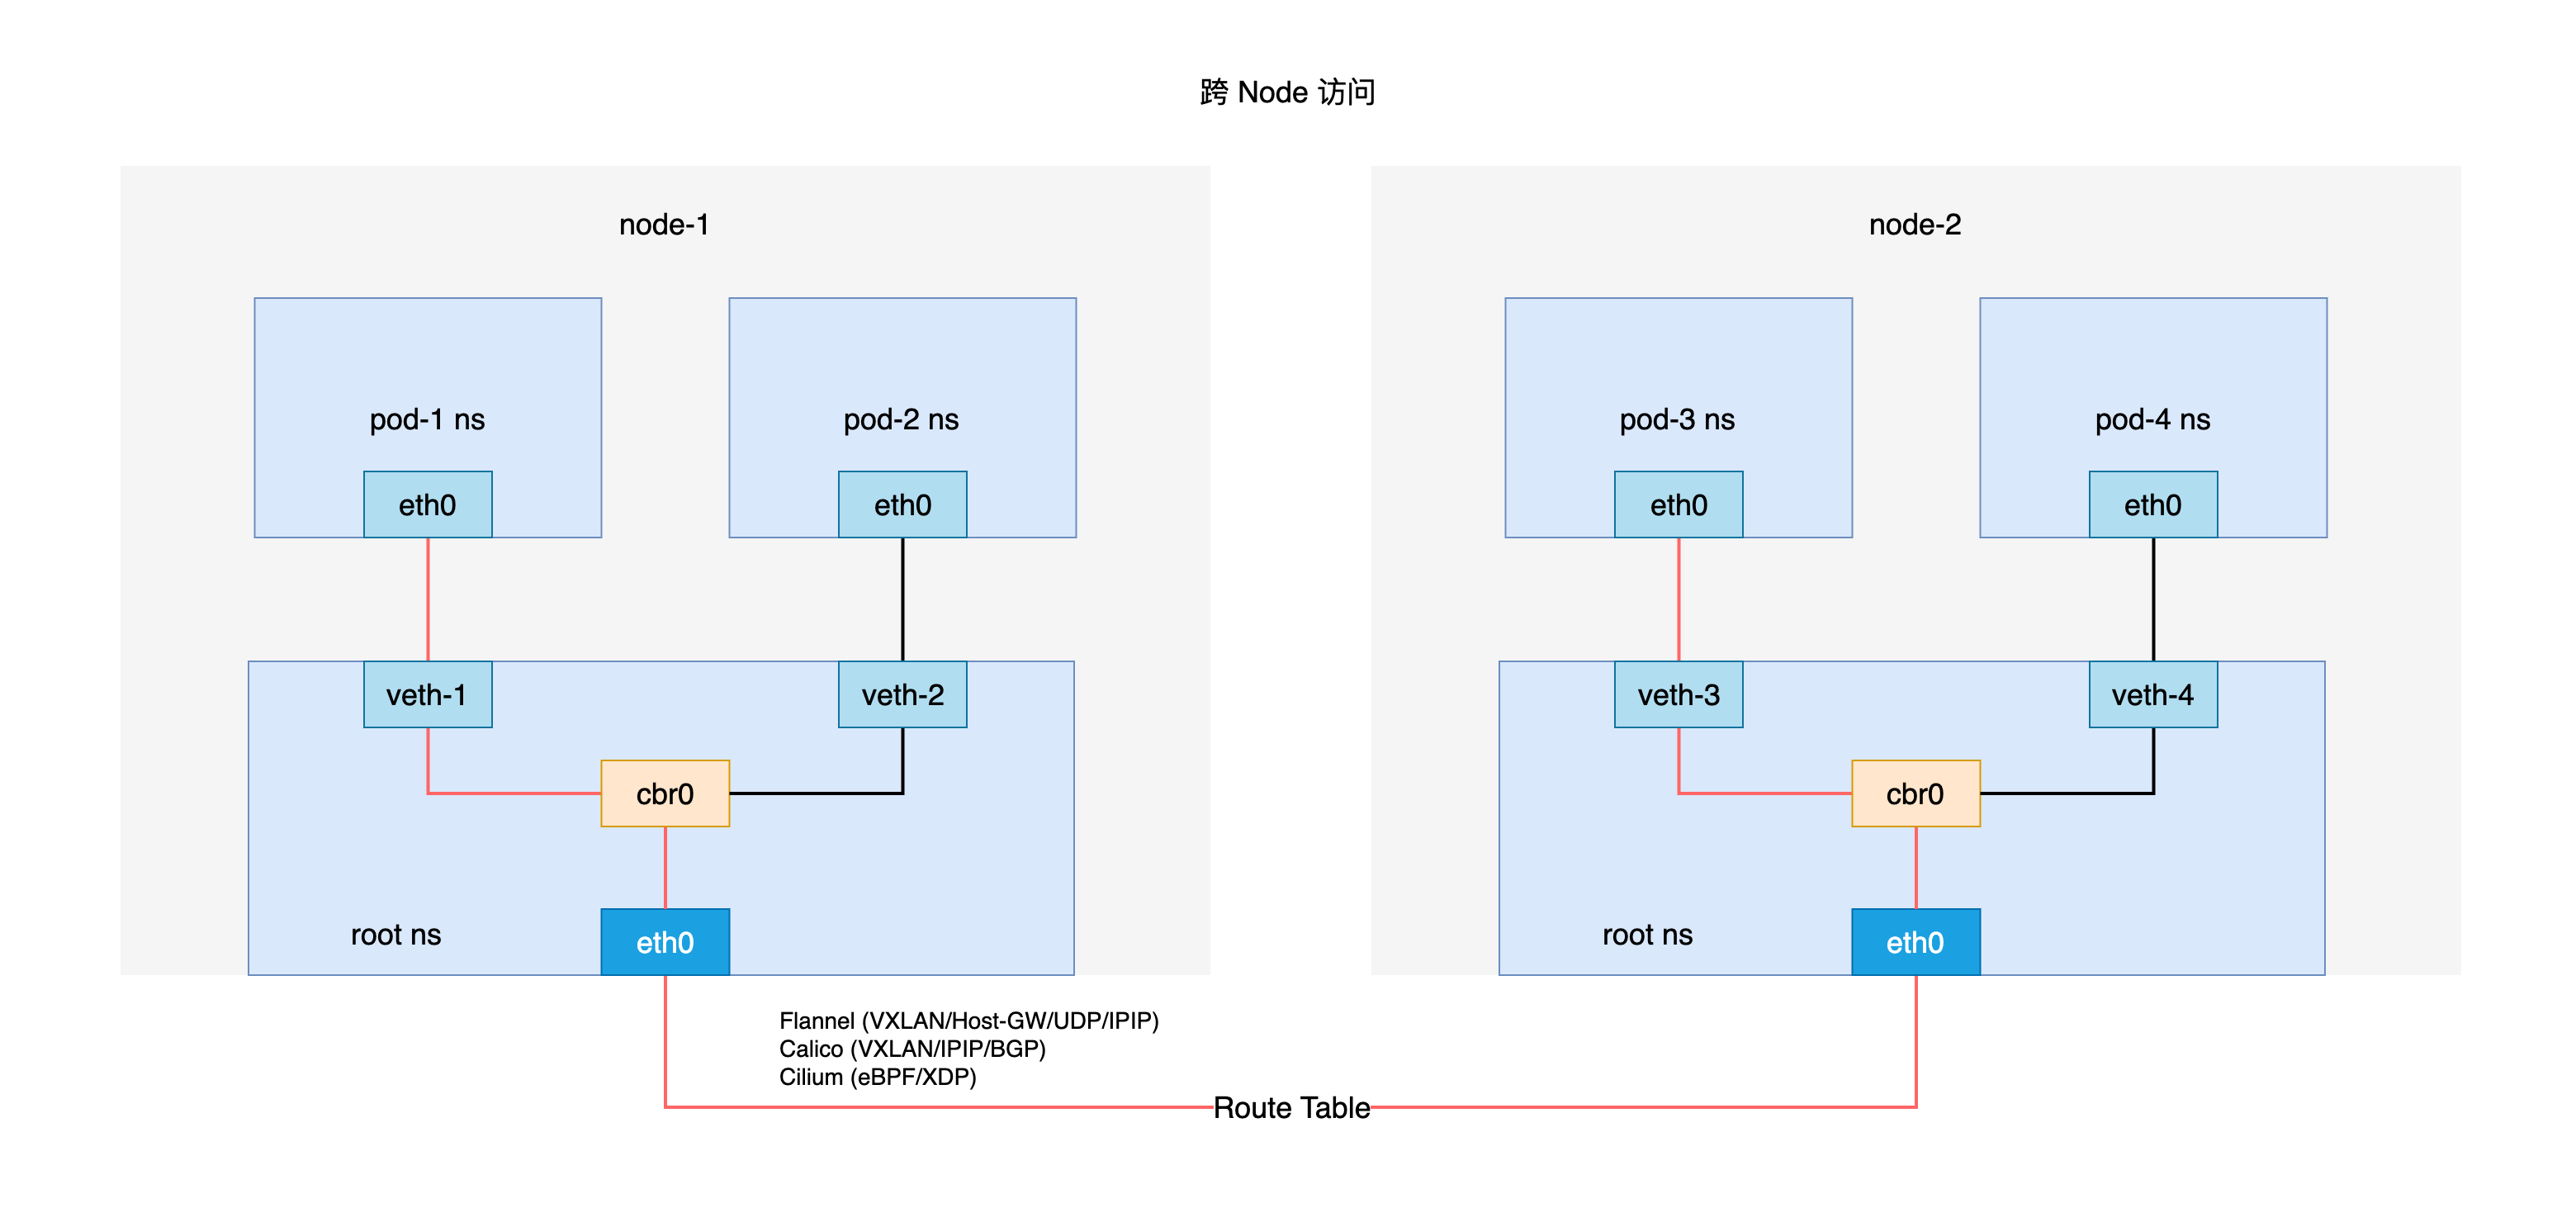 跨 Node 访问
node-1
pod-1 ns
eth0
pod-2 ns
eth0
veth-1
veth-2
cbr0
root ns
eth0
node-2
pod-3 ns
eth0
pod-4 ns
eth0
veth-3
veth-4
cbr0
root ns
eth0
Flannel (VXLAN/Host-GW/UDP/IPIP)
Calico (VXLAN/IPIP/BGP)
Cilium (eBPF/XDP)
Route Table